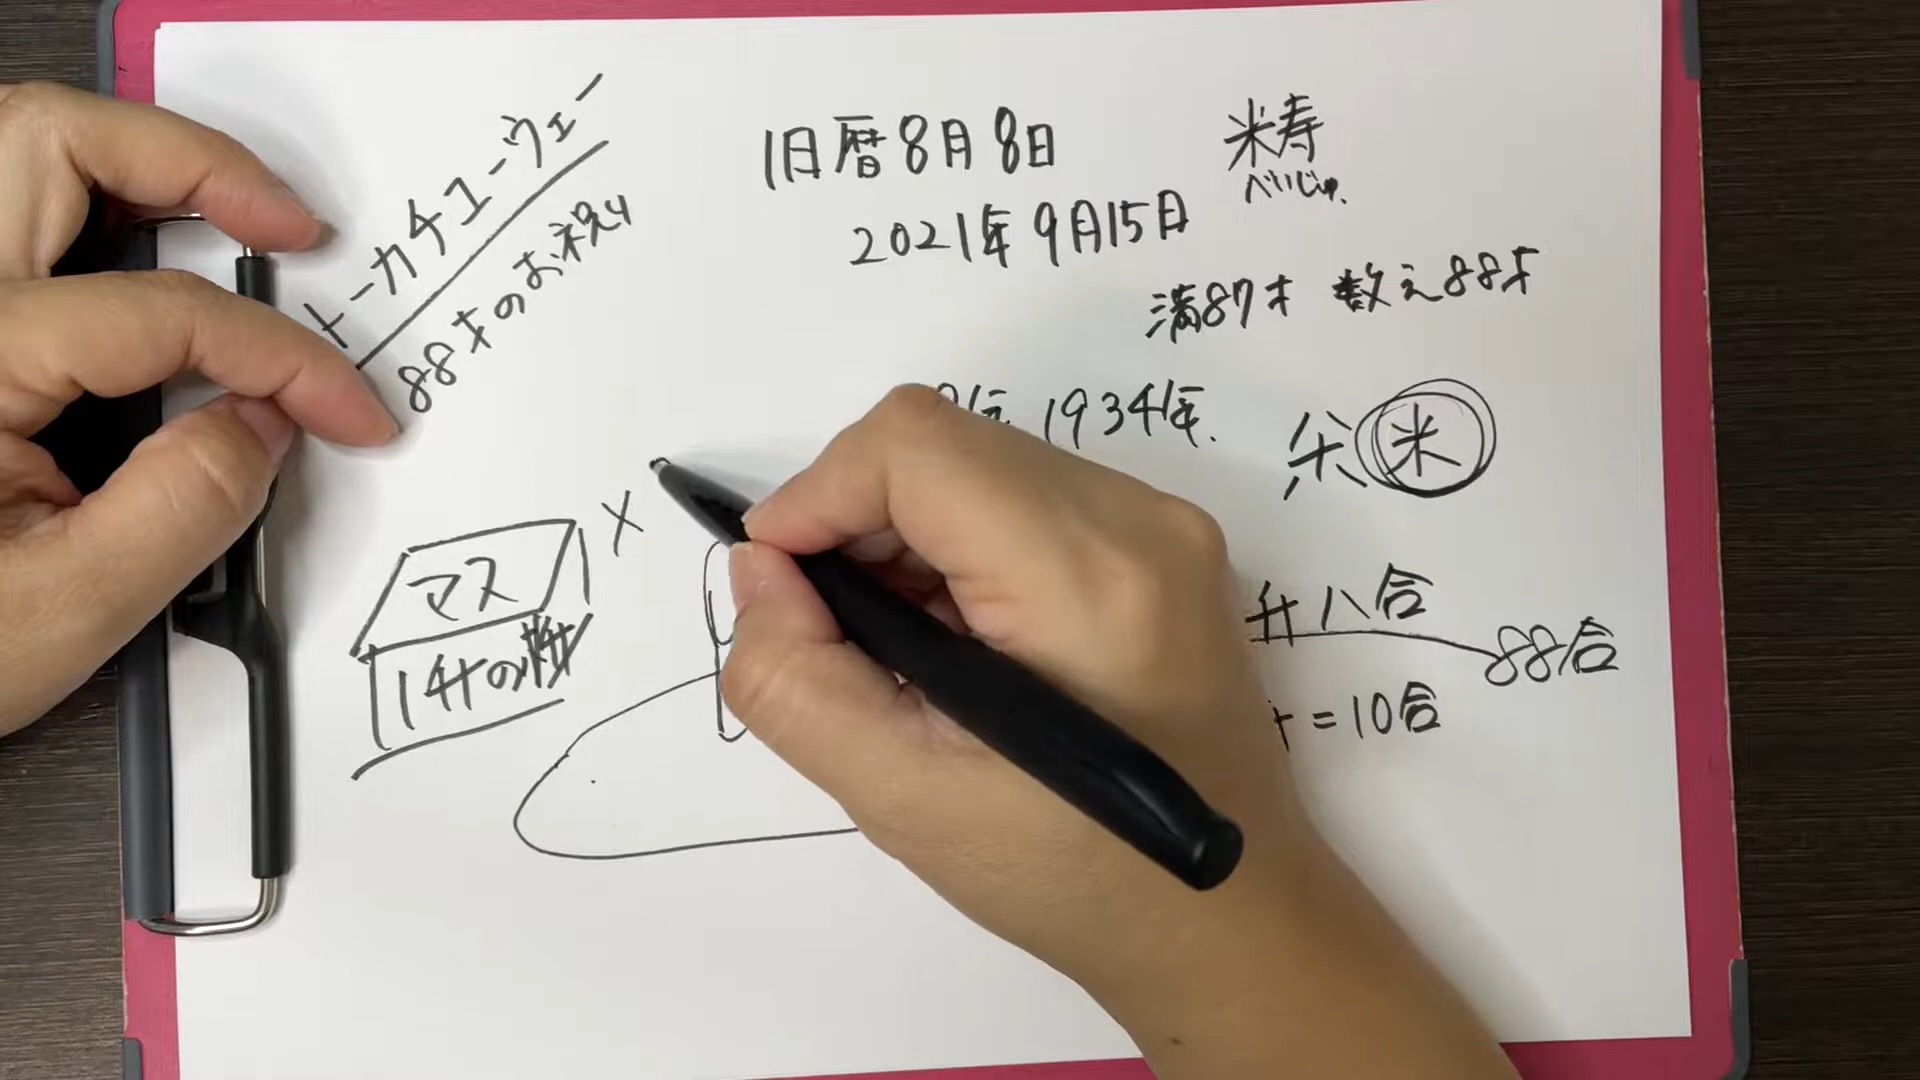 トーカチユーウェー
88才のお祝い
旧暦8月8日
米寿
べいじゅ
2021年 9月15日
満87才 数え88才
1934年
米
マス
1升の
升八合
88合
=10合